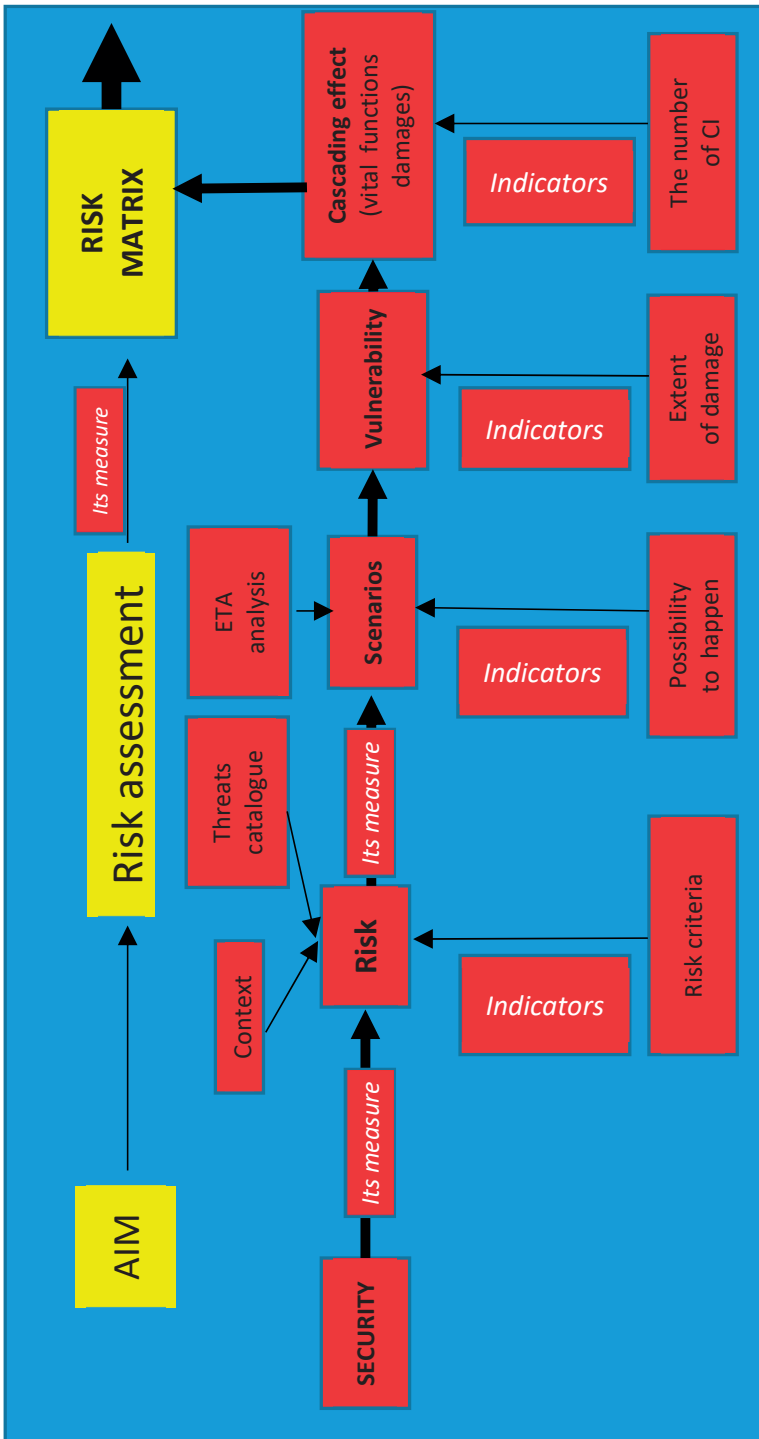 AIM
Risk assessment
Its measure
RISK
MATRIX
Context
Threats
catalogue
ETA
analysis
SECURITY
Its measure
Risk
Its measure
Scenarios
Vulnerability
Cascading effect
(vital functions
damages)
Indicators
Indicators
Indicators
Indicators
Risk criteria
Possibility
to happen
Extent
of damage
The number
of CI